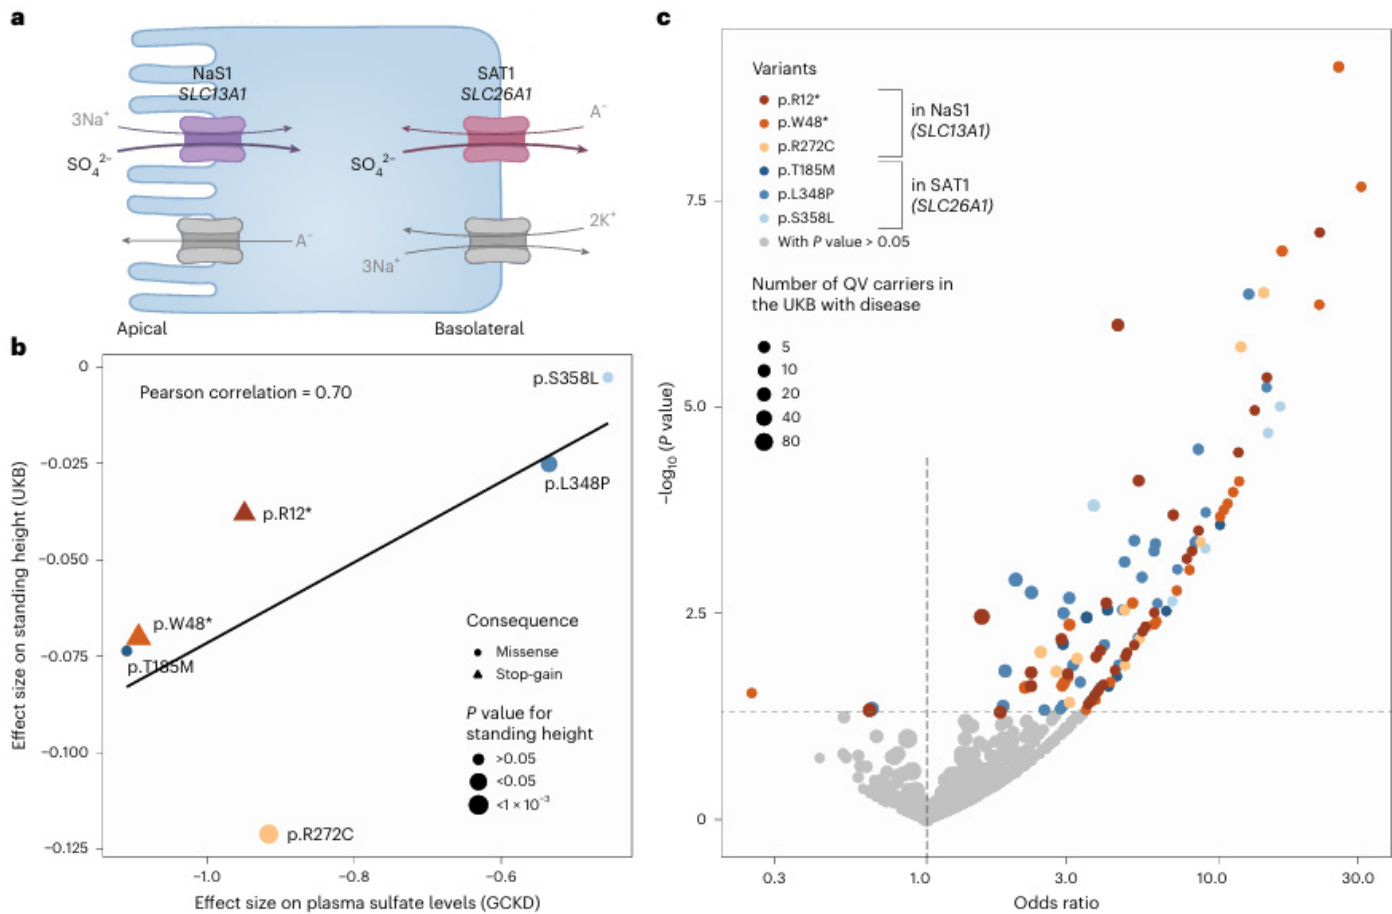 a
NaS1
SLC13A1
SAT1
SLC26A1
3Na⁺
A⁻
SO₄²⁻
SO₄²⁻
A⁻
2K⁺
3Na⁺
Apical
Basolateral
b
Pearson correlation = 0.70
p.S358L
p.L348P
p.R12*
p.W48*
p.T185M
p.R272C
Consequence
Missense
Stop-gain
P value for
standing height
>0.05
<0.05
<1 × 10⁻³
0
−0.025
−0.050
−0.075
−0.100
−0.125
Effect size on standing height (UKB)
−1.0
−0.8
−0.6
Effect size on plasma sulfate levels (GCKD)
c
Variants
p.R12*
p.W48*
p.R272C
in NaS1
(SLC13A1)
p.T185M
p.L348P
p.S358L
in SAT1
(SLC26A1)
With P value > 0.05
Number of QV carriers in
the UKB with disease
5
10
20
40
80
7.5
5.0
2.5
0
−log₁₀ (P value)
0.3
1.0
3.0
10.0
30.0
Odds ratio